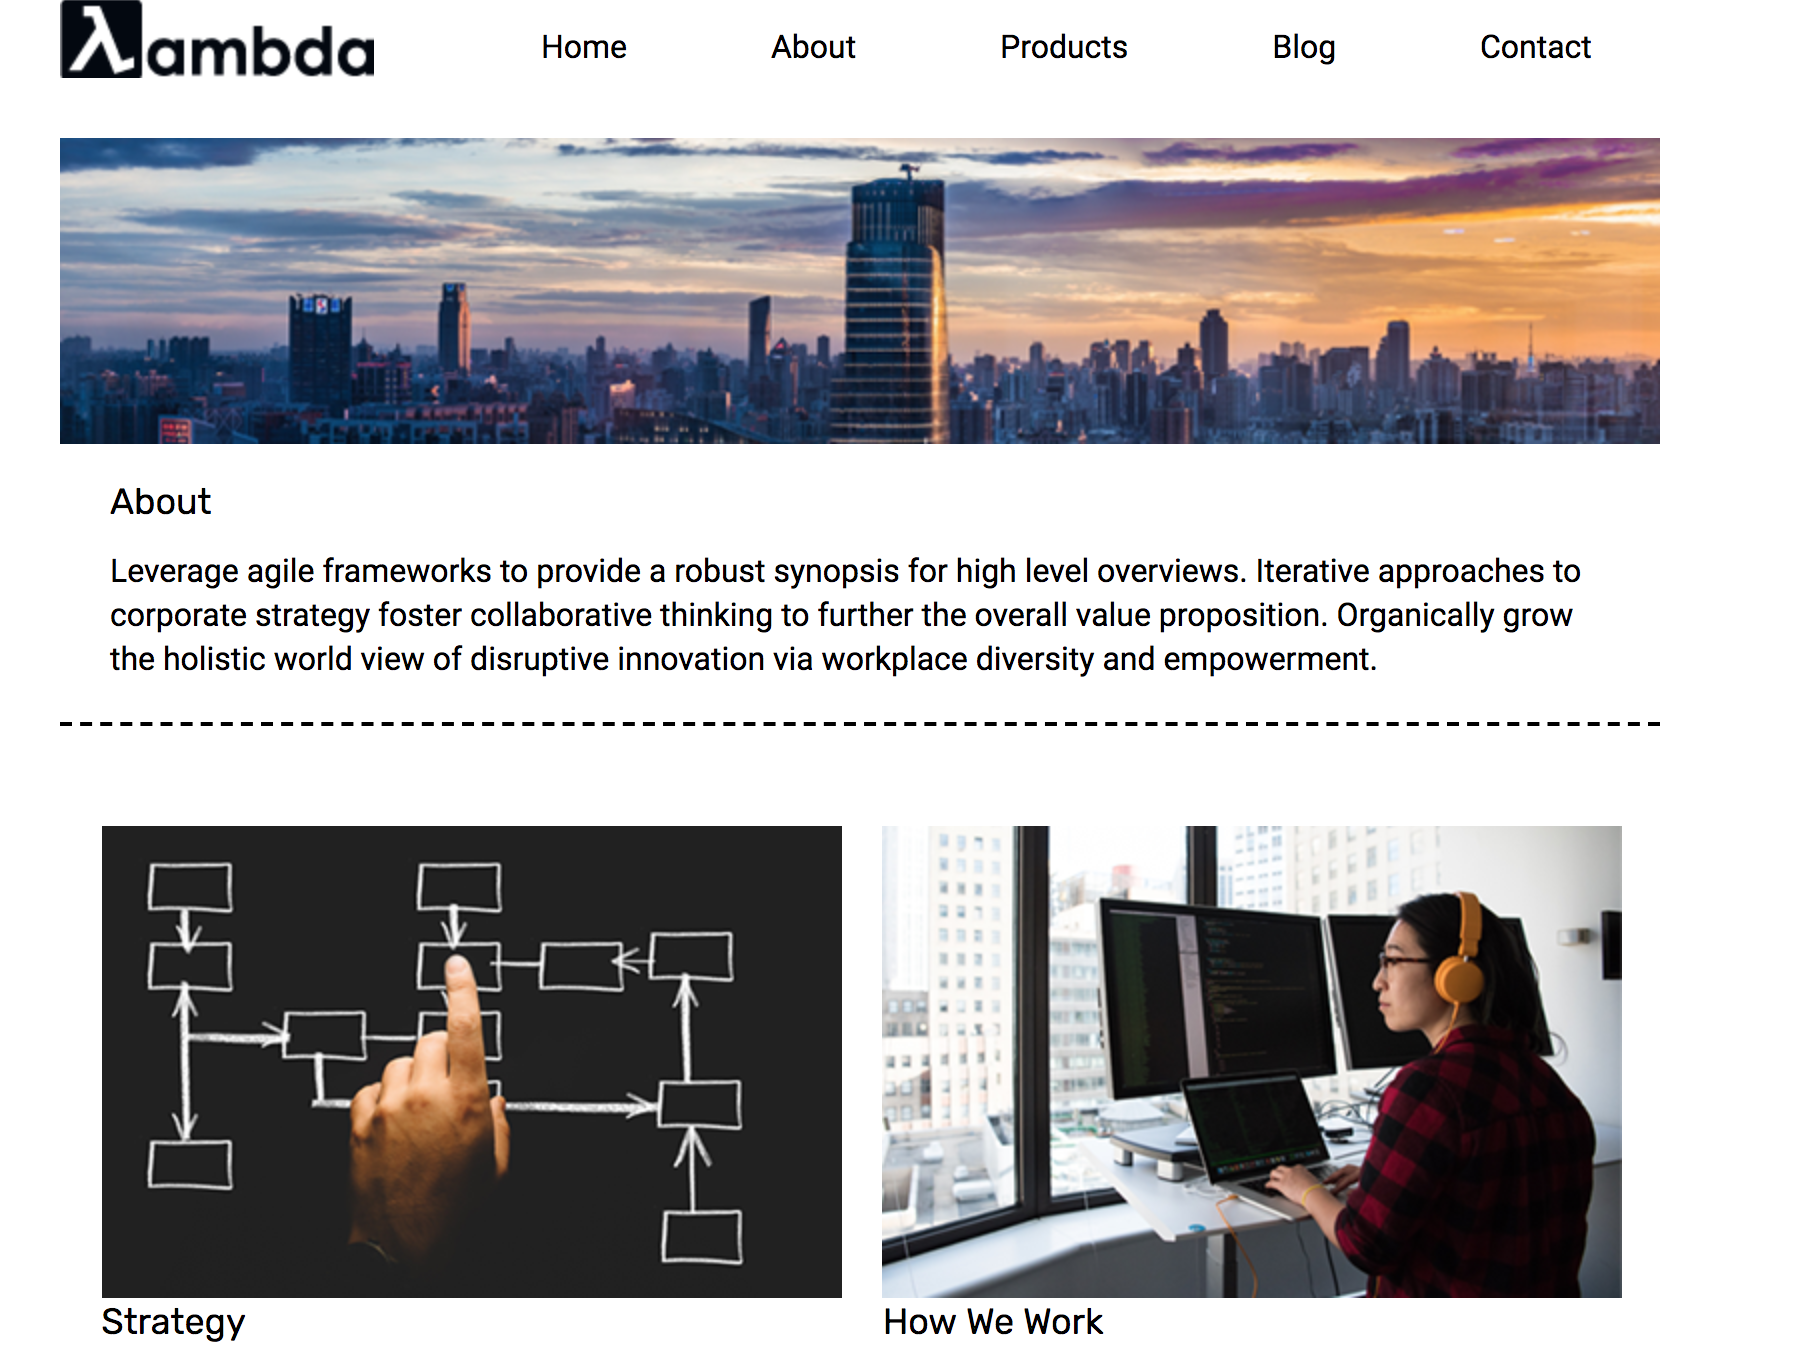 λambda
Home About Products Blog Contact
About
Leverage agile frameworks to provide a robust synopsis for high level overviews. Iterative approaches to
corporate strategy foster collaborative thinking to further the overall value proposition. Organically grow
the holistic world view of disruptive innovation via workplace diversity and empowerment.
Strategy
How We Work